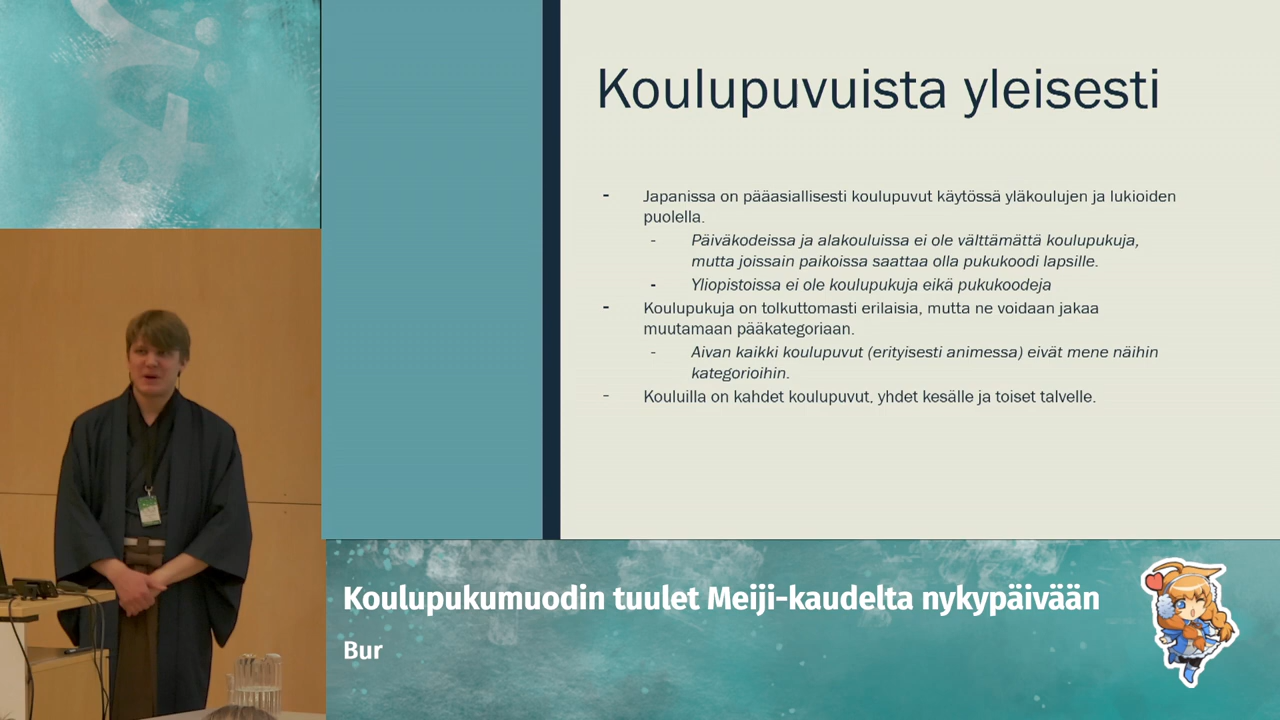 Koulupuvuista yleisesti
- Japanissa on pääasiallisesti koulupuvut käytössä yläkoulujen ja lukioiden
puolella.
- Päiväkodeissa ja alakouluissa ei ole välttämättä koulupukuja,
mutta joissain paikoissa saattaa olla pukukoodi lapsille.
- Yliopistoissa ei ole koulupukuja eikä pukukoodeja
- Koulupukuja on tolkuttomasti erilaisia, mutta ne voidaan jakaa
muutamaan pääkategoriaan.
- Aivan kaikki koulupuvut (erityisesti animessa) eivät mene näihin
kategorioihin.
- Kouluilla on kahdet koulupuvut, yhdet kesälle ja toiset talvelle.
Koulupukumuodin tuulet Meiji-kaudelta nykypäivään
Bur